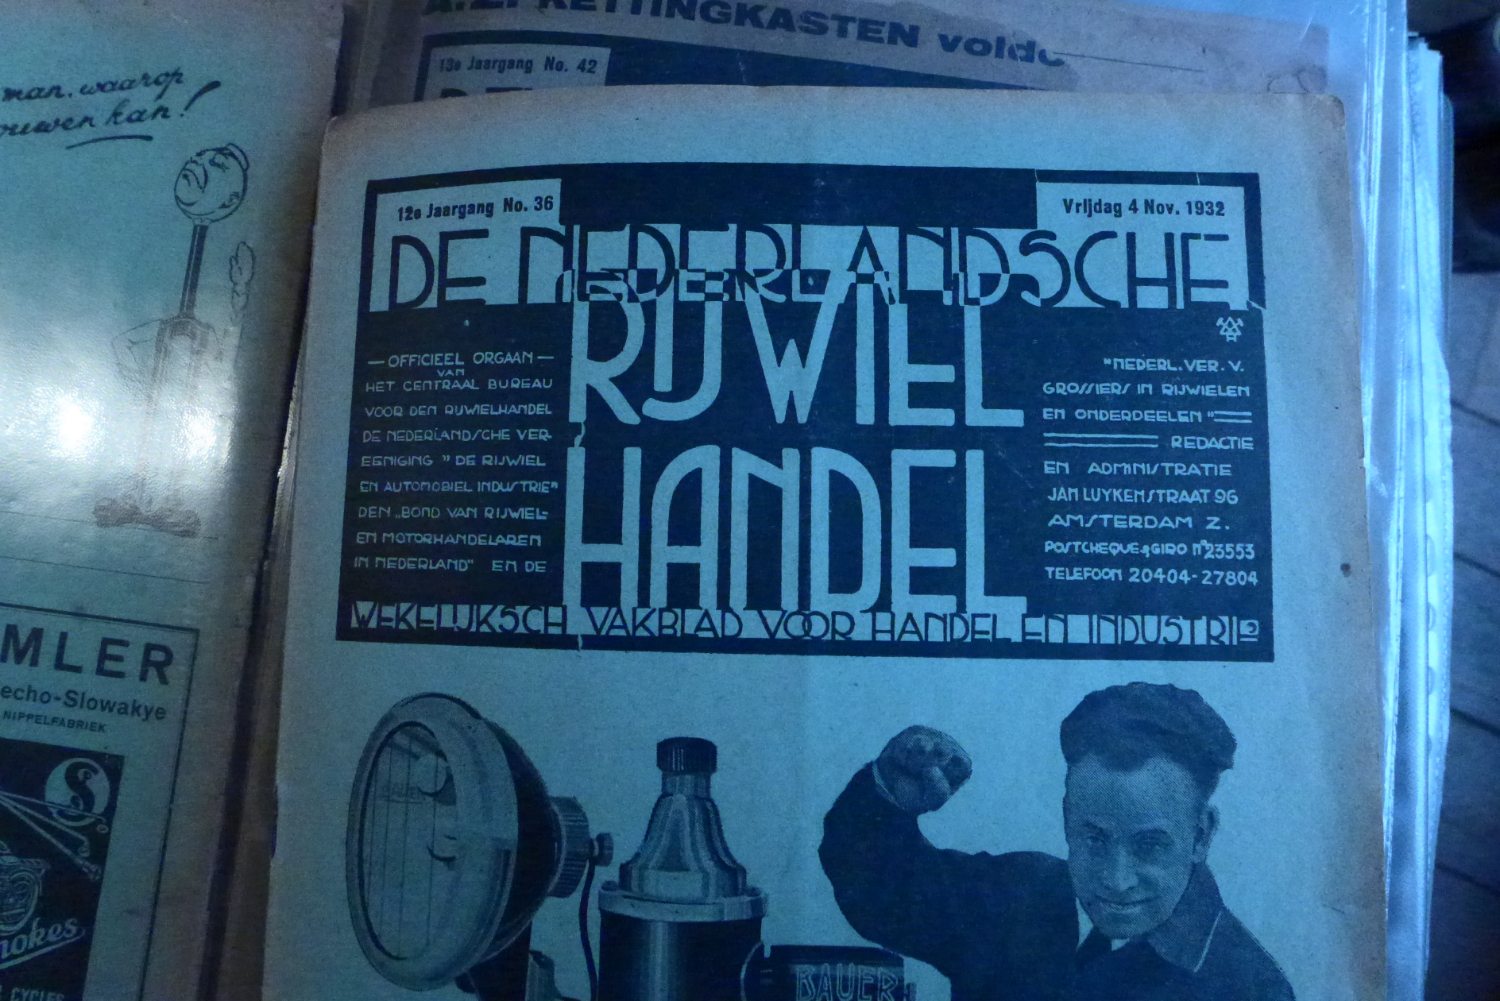 man. waarop
ouwen kan!
MLER
echo-Slowakye
NIPPELFABRIEK
S
okes
CYCLES
KETTINGKASTEN
13e Jaargang No. 42
12e Jaargang No. 36
Vrijdag 4 Nov. 1932
DE NEDERLANDSCHE
RIJWIEL
HANDEL
— OFFICIEEL ORGAAN —
VAN
HET CENTRAAL BUREAU
VOOR DEN RIJWIELHANDEL
DE NEDERLANDSCHE VER-
EENIGING " DE RIJWIEL
EN AUTOMOBIEL INDUSTRIE"
DEN „BOND VAN RIJWIEL-
EN MOTORHANDELAREN
IN NEDERLAND" EN DE
"NEDERL. VER. V.
GROSSIERS IN RIJWIELEN
EN ONDERDEELEN"
REDACTIE
EN ADMINISTRATIE
JAN LUYKENSTRAAT 96
AMSTERDAM Z.
POSTCHEQUE & GIRO No 23553
TELEFOON 20404-27804
WEKELIJKSCH VAKBLAD VOOR HANDEL EN INDUSTRIE
BAUER